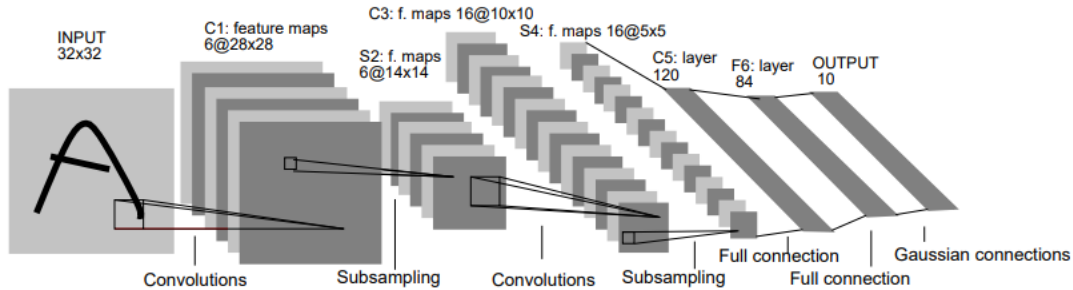 INPUT
32x32
C1: feature maps
6@28x28
S2: f. maps
6@14x14
C3: f. maps 16@10x10
S4: f. maps 16@5x5
C5: layer
120
F6: layer
84
OUTPUT
10
Convolutions
Subsampling
Convolutions
Subsampling
Full connection
Full connection
Gaussian connections